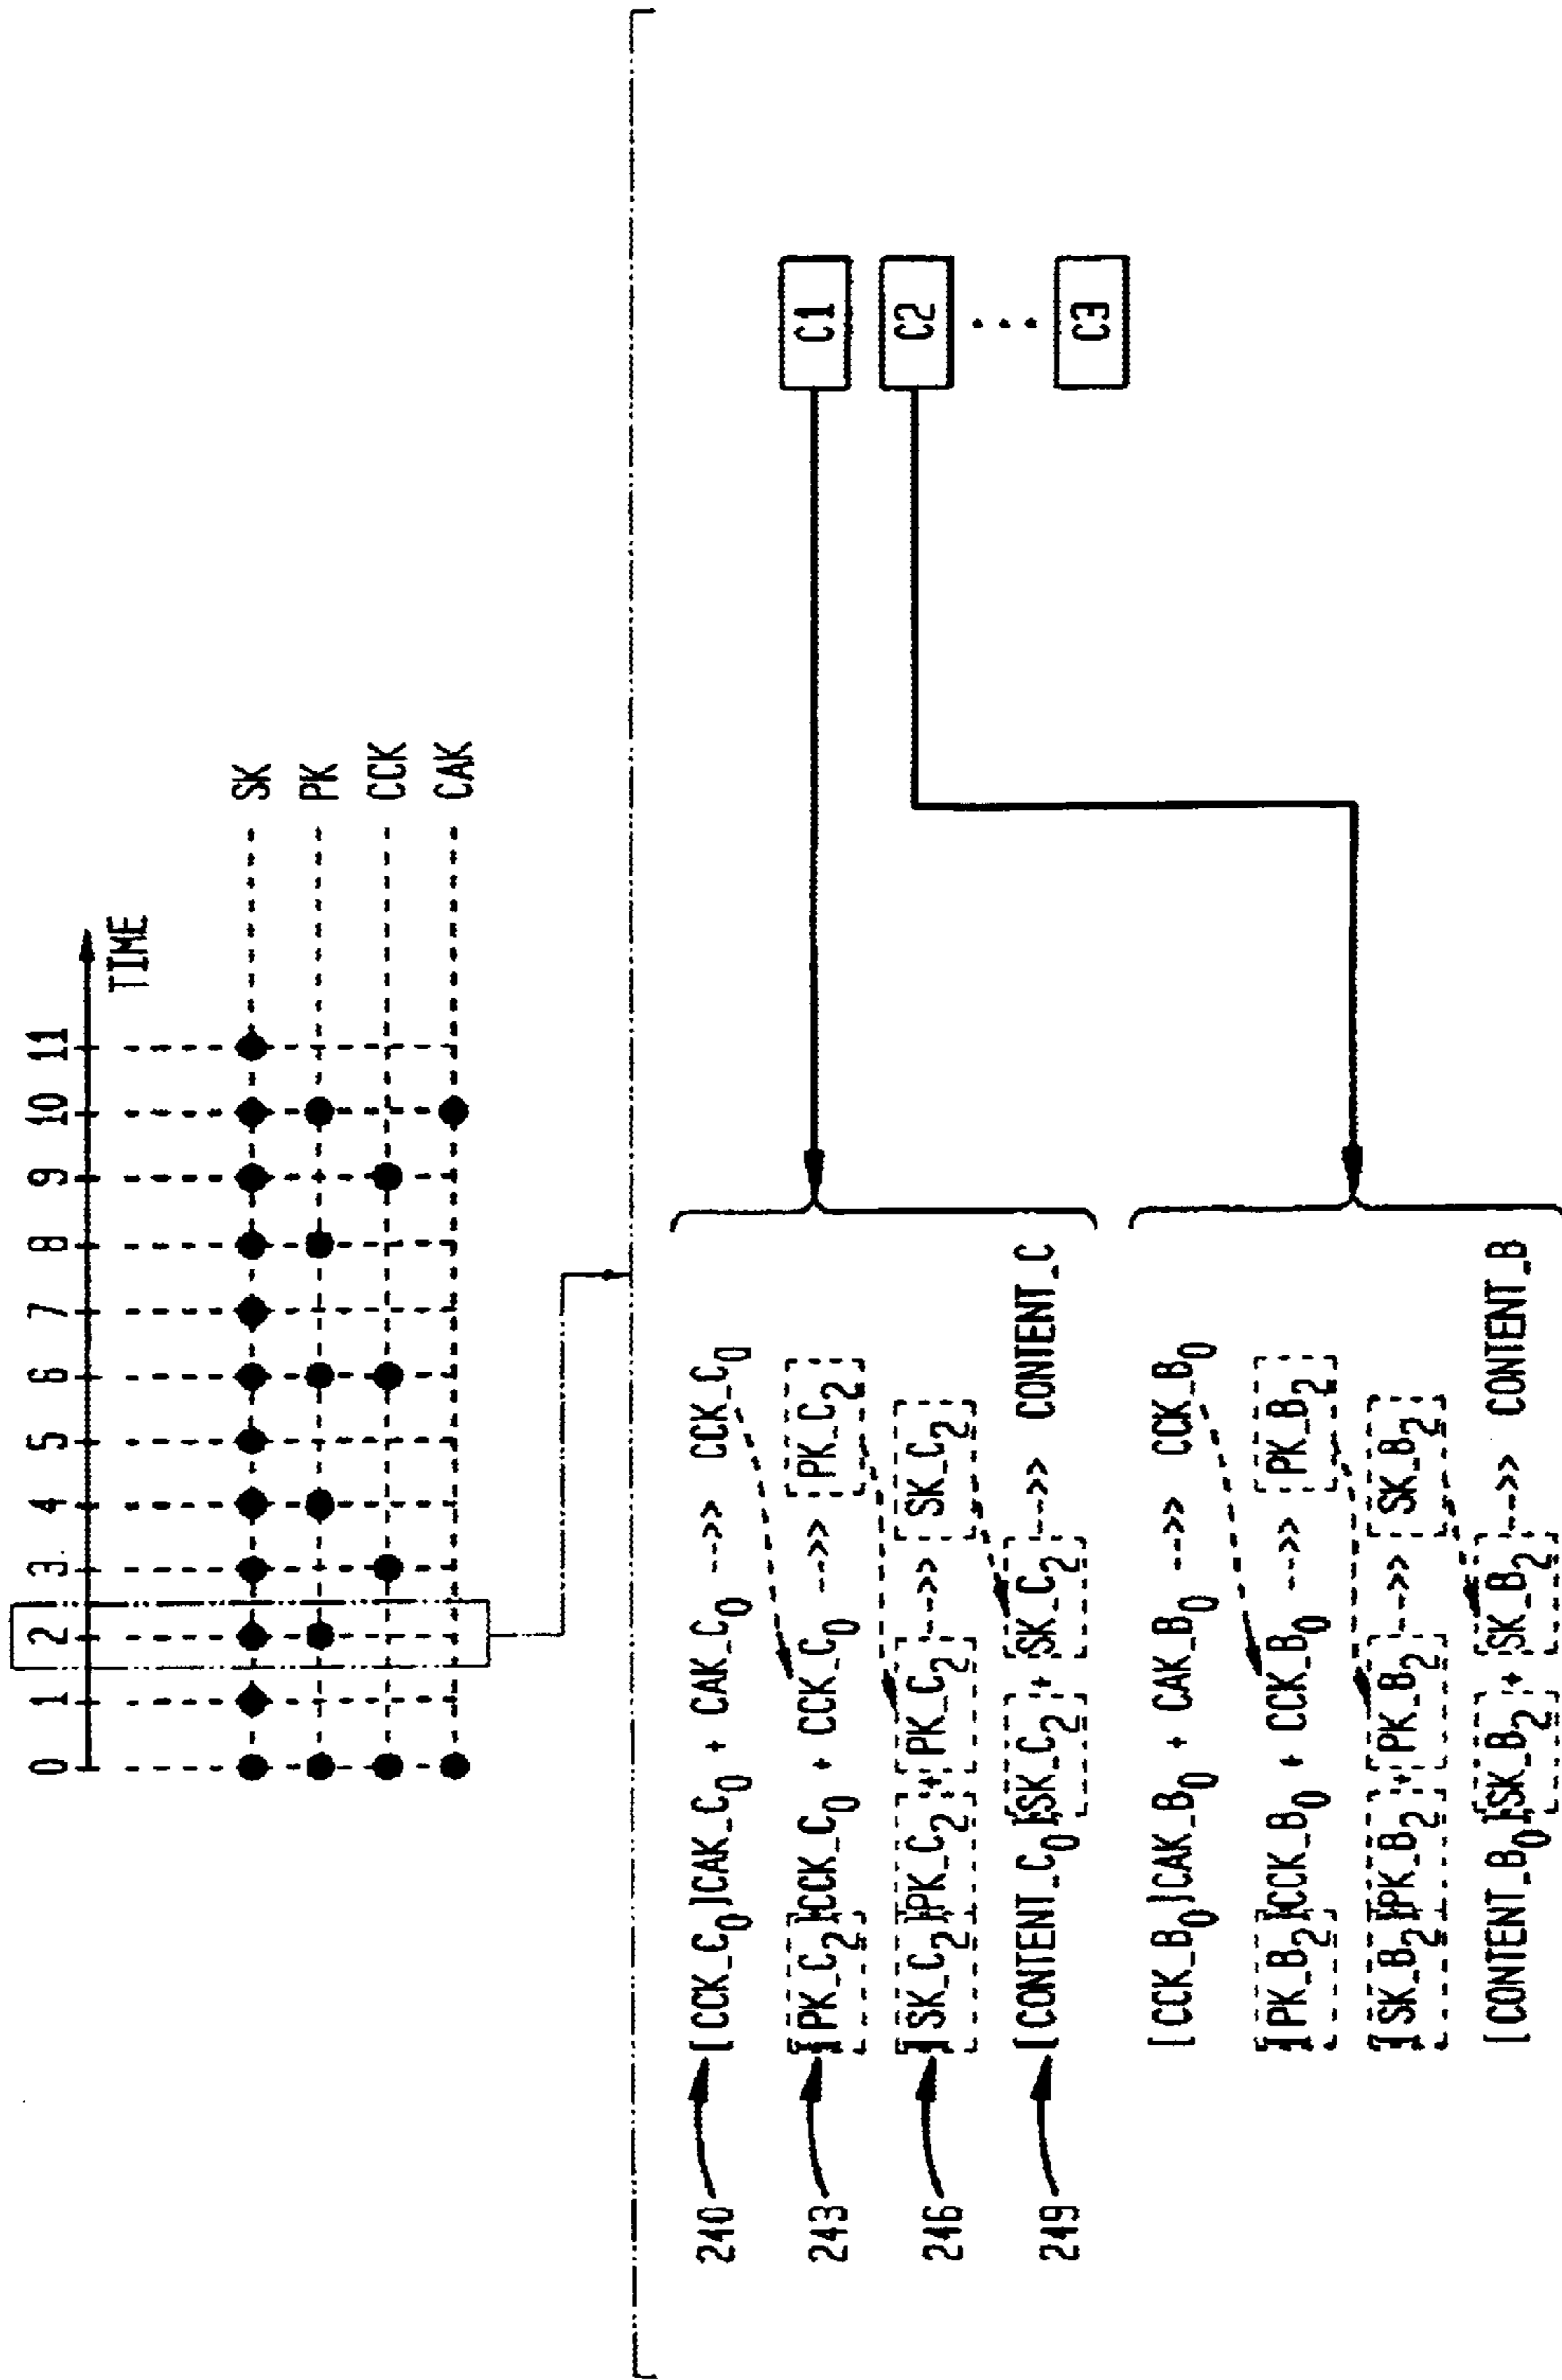 0 1 2 3 4 5 6 7 8 9 10 11
TIME
SK
PK
CCK
CAK
240
[CCK_C0]CAK_C0 + CAK_C0 -->> CCK_C0
243
[PK_C2]CCK_C0 + CCK_C0 -->> PK_C2
246
[SK_C2]PK_C2 + PK_C2 -->> SK_C2
249
[CONTENT_C0]SK_C2 + SK_C2 -->> CONTENT_C
[CCK_B0]CAK_B0 + CAK_B0 -->> CCK_B0
[PK_B2]CCK_B0 + CCK_B0 -->> PK_B2
[SK_B2]PK_B2 + PK_B2 -->> SK_B2
[CONTENT_B0]SK_B2 + SK_B2 -->> CONTENT_B
C1
C2
C3